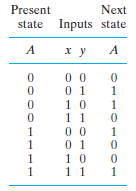 Present Next
state Inputs state
A x y A
0 0 0 0
0 0 1 1
0 1 0 1
0 1 1 0
1 0 0 1
1 0 1 0
1 1 0 0
1 1 1 1